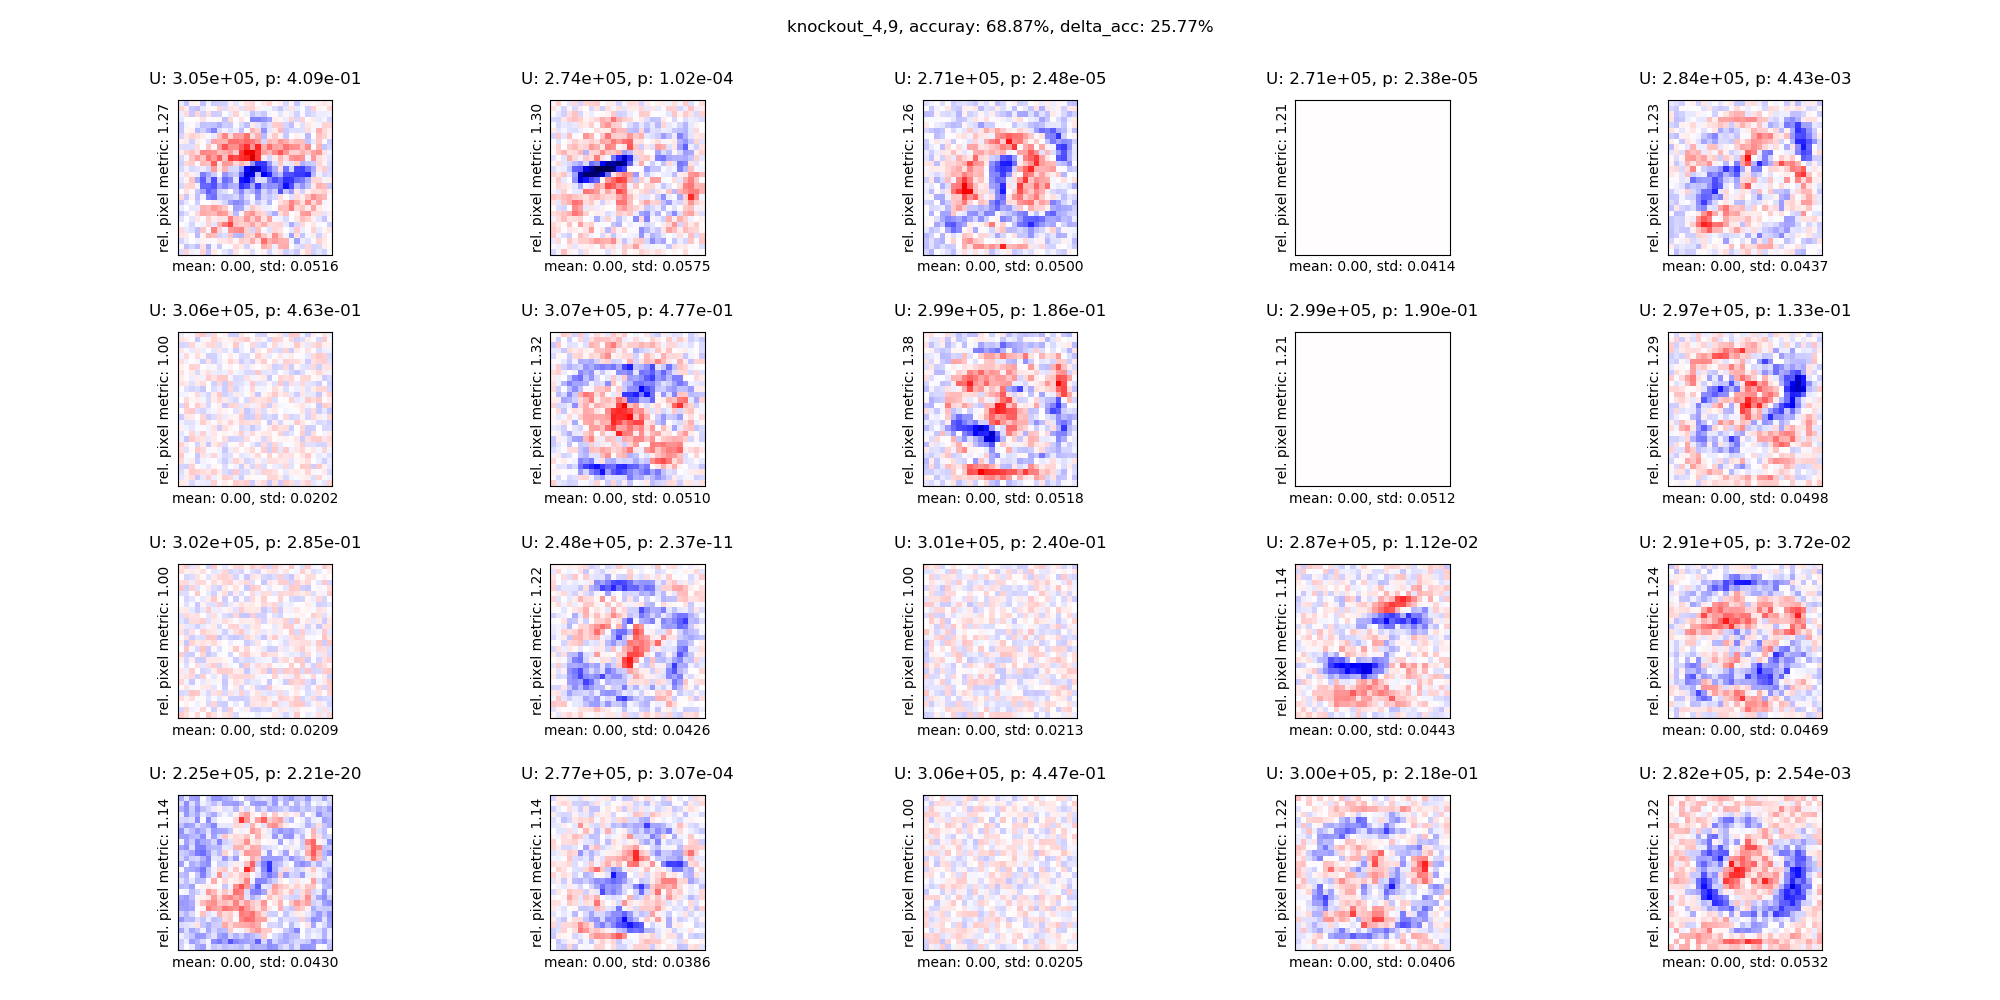 knockout_4,9, accuray: 68.87%, delta_acc: 25.77%
U: 3.05e+05, p: 4.09e-01
rel. pixel metric: 1.27
mean: 0.00, std: 0.0516
U: 2.74e+05, p: 1.02e-04
rel. pixel metric: 1.30
mean: 0.00, std: 0.0575
U: 2.71e+05, p: 2.48e-05
rel. pixel metric: 1.26
mean: 0.00, std: 0.0500
U: 2.71e+05, p: 2.38e-05
rel. pixel metric: 1.21
mean: 0.00, std: 0.0414
U: 2.84e+05, p: 4.43e-03
rel. pixel metric: 1.23
mean: 0.00, std: 0.0437
U: 3.06e+05, p: 4.63e-01
rel. pixel metric: 1.00
mean: 0.00, std: 0.0202
U: 3.07e+05, p: 4.77e-01
rel. pixel metric: 1.32
mean: 0.00, std: 0.0510
U: 2.99e+05, p: 1.86e-01
rel. pixel metric: 1.38
mean: 0.00, std: 0.0518
U: 2.99e+05, p: 1.90e-01
rel. pixel metric: 1.21
mean: 0.00, std: 0.0512
U: 2.97e+05, p: 1.33e-01
rel. pixel metric: 1.29
mean: 0.00, std: 0.0498
U: 3.02e+05, p: 2.85e-01
rel. pixel metric: 1.00
mean: 0.00, std: 0.0209
U: 2.48e+05, p: 2.37e-11
rel. pixel metric: 1.22
mean: 0.00, std: 0.0426
U: 3.01e+05, p: 2.40e-01
rel. pixel metric: 1.00
mean: 0.00, std: 0.0213
U: 2.87e+05, p: 1.12e-02
rel. pixel metric: 1.14
mean: 0.00, std: 0.0443
U: 2.91e+05, p: 3.72e-02
rel. pixel metric: 1.24
mean: 0.00, std: 0.0469
U: 2.25e+05, p: 2.21e-20
rel. pixel metric: 1.14
mean: 0.00, std: 0.0430
U: 2.77e+05, p: 3.07e-04
rel. pixel metric: 1.14
mean: 0.00, std: 0.0386
U: 3.06e+05, p: 4.47e-01
rel. pixel metric: 1.00
mean: 0.00, std: 0.0205
U: 3.00e+05, p: 2.18e-01
rel. pixel metric: 1.22
mean: 0.00, std: 0.0406
U: 2.82e+05, p: 2.54e-03
rel. pixel metric: 1.22
mean: 0.00, std: 0.0532